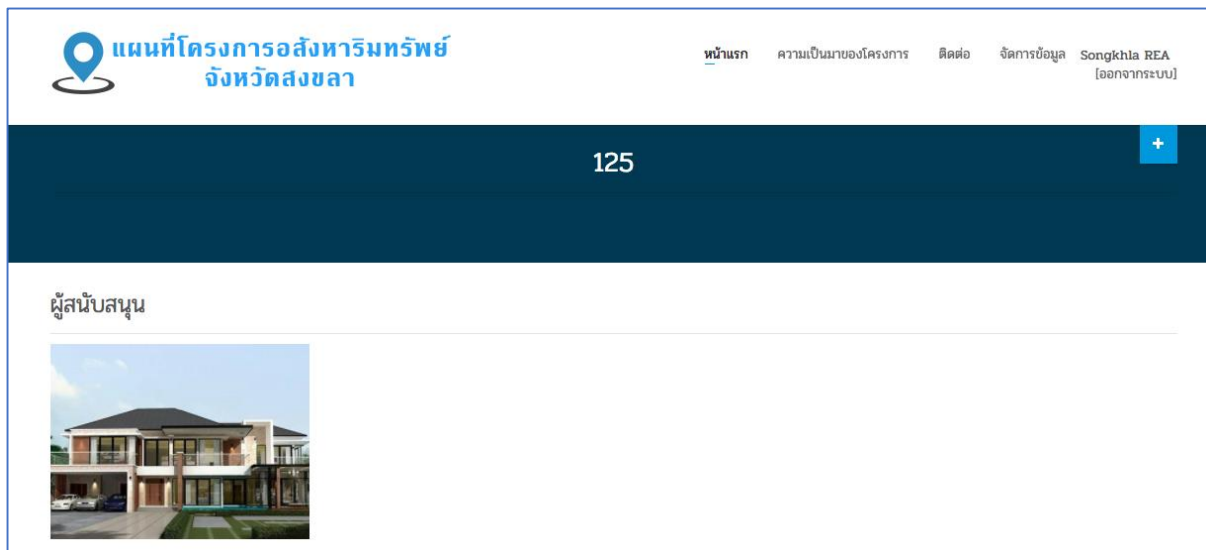 แผนที่โครงการอสังหาริมทรัพย์
จังหวัดสงขลา
หน้าแรก ความเป็นมาของโครงการ ติดต่อ จัดการข้อมูล Songkhla REA
[ออกจากระบบ]
+
125
ผู้สนับสนุน